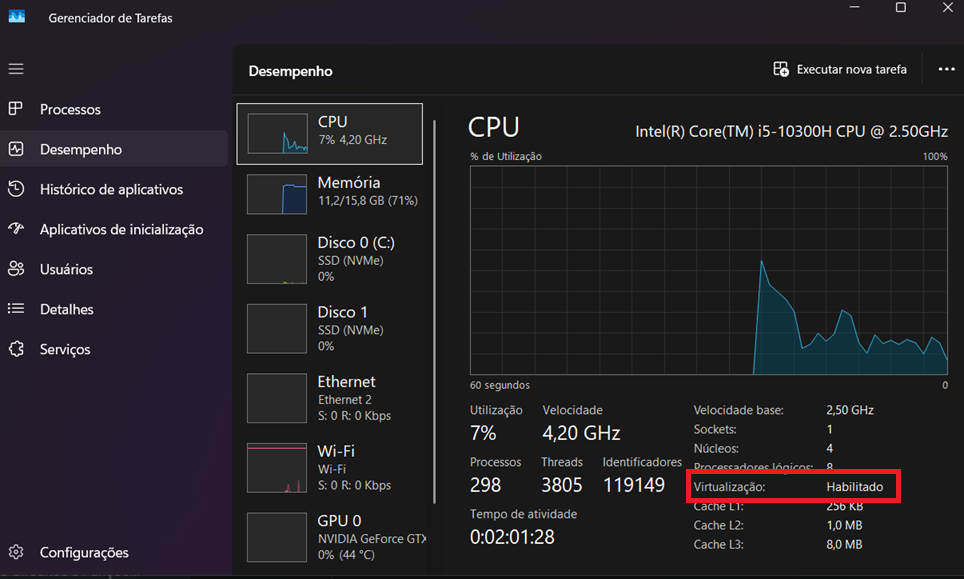 Gerenciador de Tarefas
Desempenho
Executar nova tarefa
Processos
Desempenho
Histórico de aplicativos
Aplicativos de inicialização
Usuários
Detalhes
Serviços
Configurações
CPU
7% 4,20 GHz
Memória
11,2/15,8 GB (71%)
Disco 0 (C:)
SSD (NVMe)
0%
Disco 1
SSD (NVMe)
0%
Ethernet
Ethernet 2
S: 0 R: 0 Kbps
Wi-Fi
Wi-Fi
S: 0 R: 0 Kbps
GPU 0
NVIDIA GeForce GTX
0% (44 °C)
CPU
Intel(R) Core(TM) i5-10300H CPU @ 2.50GHz
% de Utilização 100%
60 segundos 0
Utilização Velocidade
7% 4,20 GHz
Processos Threads Identificadores
298 3805 119149
Tempo de atividade
0:02:01:28
Velocidade base: 2,50 GHz
Sockets: 1
Núcleos: 4
Processadores lógicos: 8
Virtualização: Habilitado
Cache L1: 256 KB
Cache L2: 1,0 MB
Cache L3: 8,0 MB